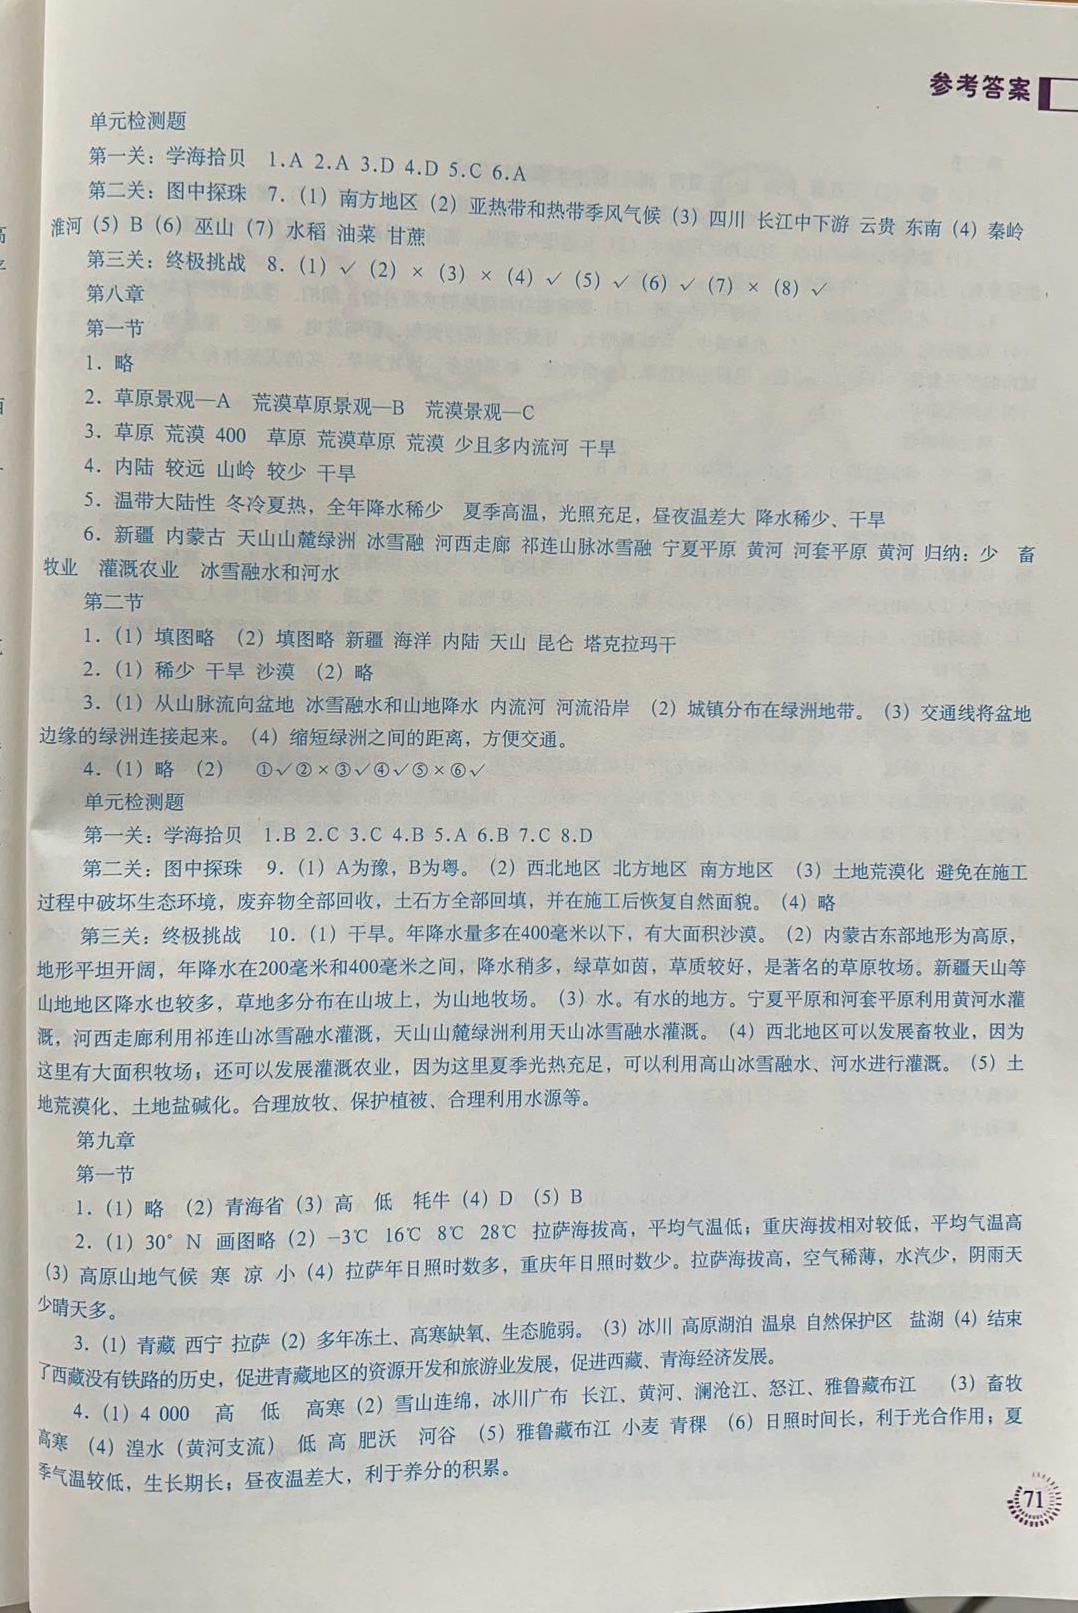 参考答案
单元检测题
第一关：学海拾贝 1.A 2.A 3.D 4.D 5.C 6.A
第二关：图中探珠 7.（1）南方地区（2）亚热带和热带季风气候（3）四川 长江中下游 云贵 东南（4）秦岭
淮河（5）B（6）巫山（7）水稻 油菜 甘蔗
第三关：终极挑战 8.（1）✓（2）×（3）×（4）✓（5）✓（6）✓（7）×（8）✓
第八章
第一节
1. 略
2. 草原景观—A 荒漠草原景观—B 荒漠景观—C
3. 草原 荒漠 400 草原 荒漠草原 荒漠 少且多内流河 干旱
4. 内陆 较远 山岭 较少 干旱
5. 温带大陆性 冬冷夏热，全年降水稀少 夏季高温，光照充足，昼夜温差大 降水稀少、干旱
6. 新疆 内蒙古 天山山麓绿洲 冰雪融 河西走廊 祁连山脉冰雪融 宁夏平原 黄河 河套平原 黄河 归纳：少 畜
牧业 灌溉农业 冰雪融水和河水
第二节
1.（1）填图略 （2）填图略 新疆 海洋 内陆 天山 昆仑 塔克拉玛干
2.（1）稀少 干旱 沙漠 （2）略
3.（1）从山脉流向盆地 冰雪融水和山地降水 内流河 河流沿岸 （2）城镇分布在绿洲地带。（3）交通线将盆地
边缘的绿洲连接起来。（4）缩短绿洲之间的距离，方便交通。
4.（1）略 （2） ①✓②×③✓④✓⑤×⑥✓
单元检测题
第一关：学海拾贝 1.B 2.C 3.C 4.B 5.A 6.B 7.C 8.D
第二关：图中探珠 9.（1）A为豫，B为粤。（2）西北地区 北方地区 南方地区 （3）土地荒漠化 避免在施工
过程中破坏生态环境，废弃物全部回收，土石方全部回填，并在施工后恢复自然面貌。（4）略
第三关：终极挑战 10.（1）干旱。年降水量多在400毫米以下，有大面积沙漠。（2）内蒙古东部地形为高原，
地形平坦开阔，年降水在200毫米和400毫米之间，降水稍多，绿草如茵，草质较好，是著名的草原牧场。新疆天山等
山地地区降水也较多，草地多分布在山坡上，为山地牧场。（3）水。有水的地方。宁夏平原和河套平原利用黄河水灌
溉，河西走廊利用祁连山冰雪融水灌溉，天山山麓绿洲利用天山冰雪融水灌溉。（4）西北地区可以发展畜牧业，因为
这里有大面积牧场；还可以发展灌溉农业，因为这里夏季光热充足，可以利用高山冰雪融水、河水进行灌溉。（5）土
地荒漠化、土地盐碱化。合理放牧、保护植被、合理利用水源等。
第九章
第一节
1.（1）略 （2）青海省（3）高 低 牦牛（4）D （5）B
2.（1）30° N 画图略（2）−3℃ 16℃ 8℃ 28℃ 拉萨海拔高，平均气温低；重庆海拔相对较低，平均气温高
（3）高原山地气候 寒 凉 小（4）拉萨年日照时数多，重庆年日照时数少。拉萨海拔高，空气稀薄，水汽少，阴雨天
少晴天多。
3.（1）青藏 西宁 拉萨（2）多年冻土、高寒缺氧、生态脆弱。（3）冰川 高原湖泊 温泉 自然保护区 盐湖（4）结束
了西藏没有铁路的历史，促进青藏地区的资源开发和旅游业发展，促进西藏、青海经济发展。
4.（1）4 000 高 低 高寒（2）雪山连绵，冰川广布 长江、黄河、澜沧江、怒江、雅鲁藏布江 （3）畜牧
高寒 （4）湟水（黄河支流） 低 高 肥沃 河谷 （5）雅鲁藏布江 小麦 青稞 （6）日照时间长，利于光合作用；夏
季气温较低，生长期长；昼夜温差大，利于养分的积累。
71